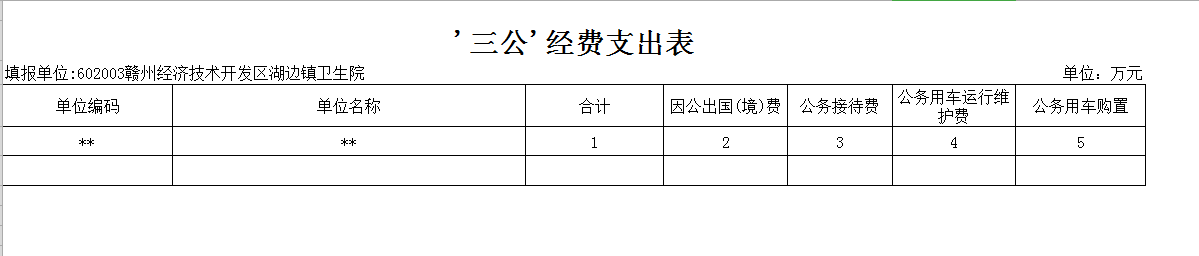 '三公'经费支出表
填报单位:602003赣州经济技术开发区湖边镇卫生院 单位：万元
单位编码 单位名称 合计 因公出国(境)费 公务接待费 公务用车运行维护费 公务用车购置
** ** 1 2 3 4 5